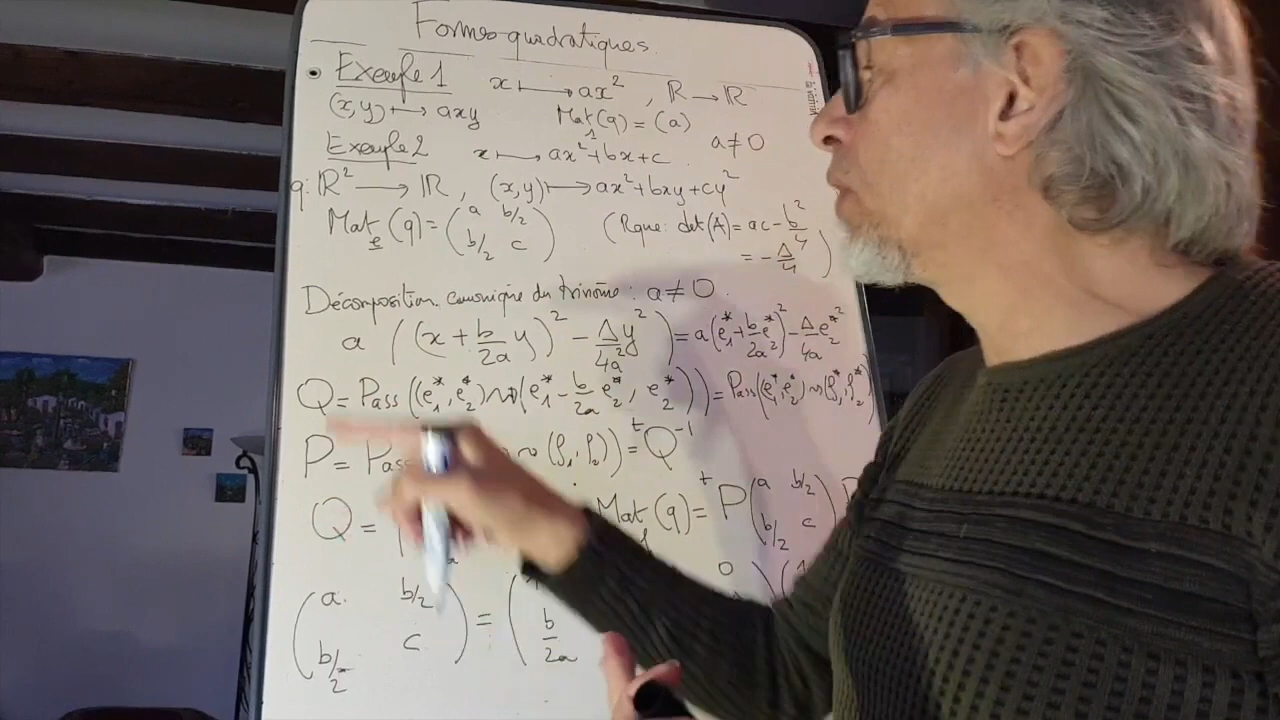 Formes quadratiques
• Exemple 1 x ⟼ ax² , ℝ → ℝ
(x,y) ⟼ axy Mat₁(q) = (a)
Exemple 2 x ⟼ ax²+bx+c . a≠0
q: ℝ² → ℝ , (x,y) ⟼ ax²+bxy+cy²
Mat_e (q) = (a b/2 ; b/2 c) (Rque: det(A) = ac - b²/4
= -Δ/4 )
Décomposition canonique du trinôme : a≠0.
a ((x + b/2a y)² - Δ/4a² y²) = a(e₁* + b/2a e₂*)² - Δ/4a e₂*²
Q = Pass((e₁*, e₂*) ⇝ (e₁* - b/2a e₂*, e₂*)) = Pass((e₁*, e₂*) ⇝ (f₁*, f₂*)
P = Pass ⇝ (f₁, f₂)) = ᵗQ⁻¹
Q = ( Mat_f (q) = ᵗP (a b/2 ; b/2 c) P
(a b/2 ; b/2 c) = ( b/2a